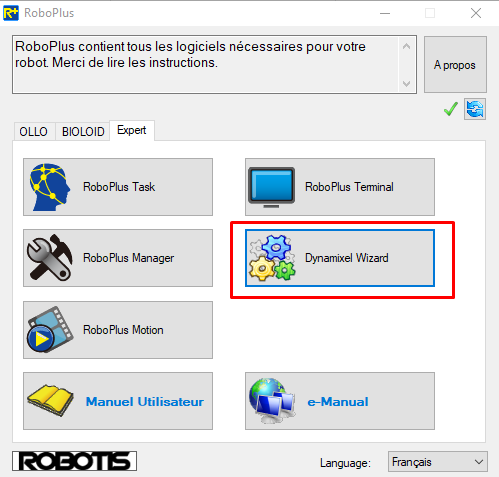 R+ RoboPlus
RoboPlus contient tous les logiciels nécessaires pour votre
robot. Merci de lire les instructions.
A propos
OLLO BIOLOID Expert
RoboPlus Task
RoboPlus Terminal
RoboPlus Manager
Dynamixel Wizard
RoboPlus Motion
Manuel Utilisateur
e-Manual
ROBOTIS
Language: Français